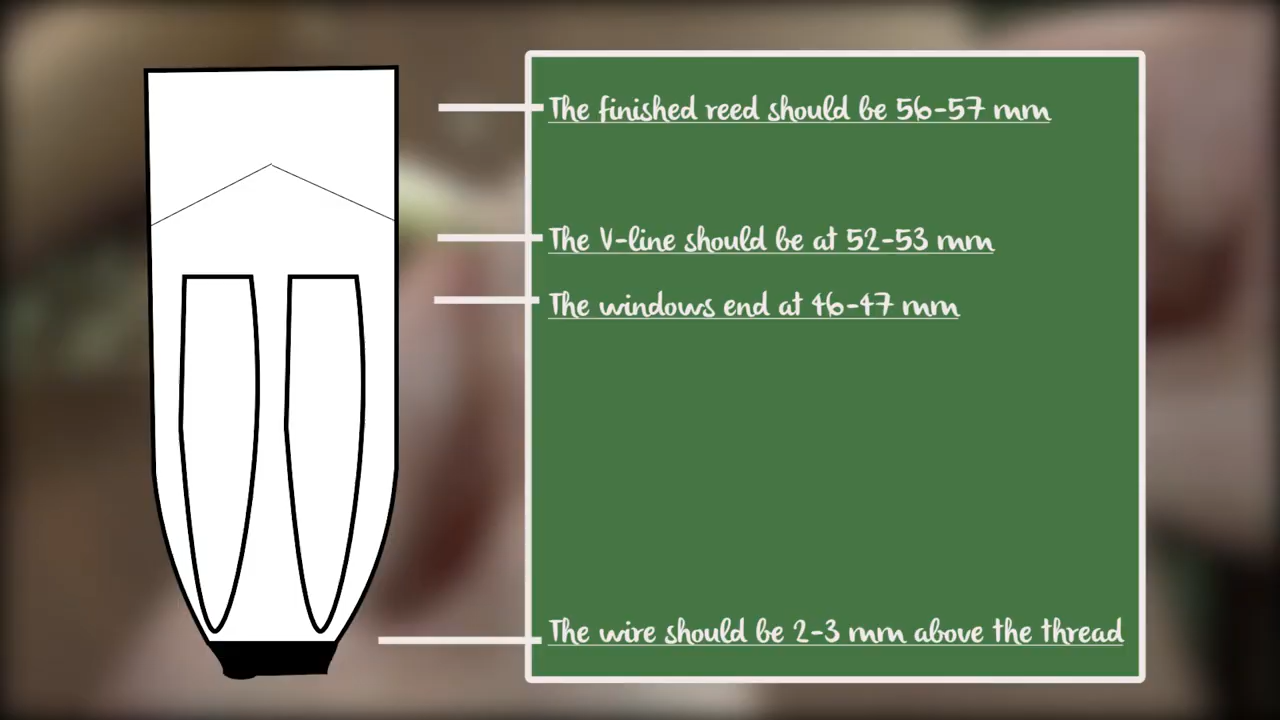 The finished reed should be 56-57 mm
The V-line should be at 52-53 mm
The windows end at 46-47 mm
The wire should be 2-3 mm above the thread